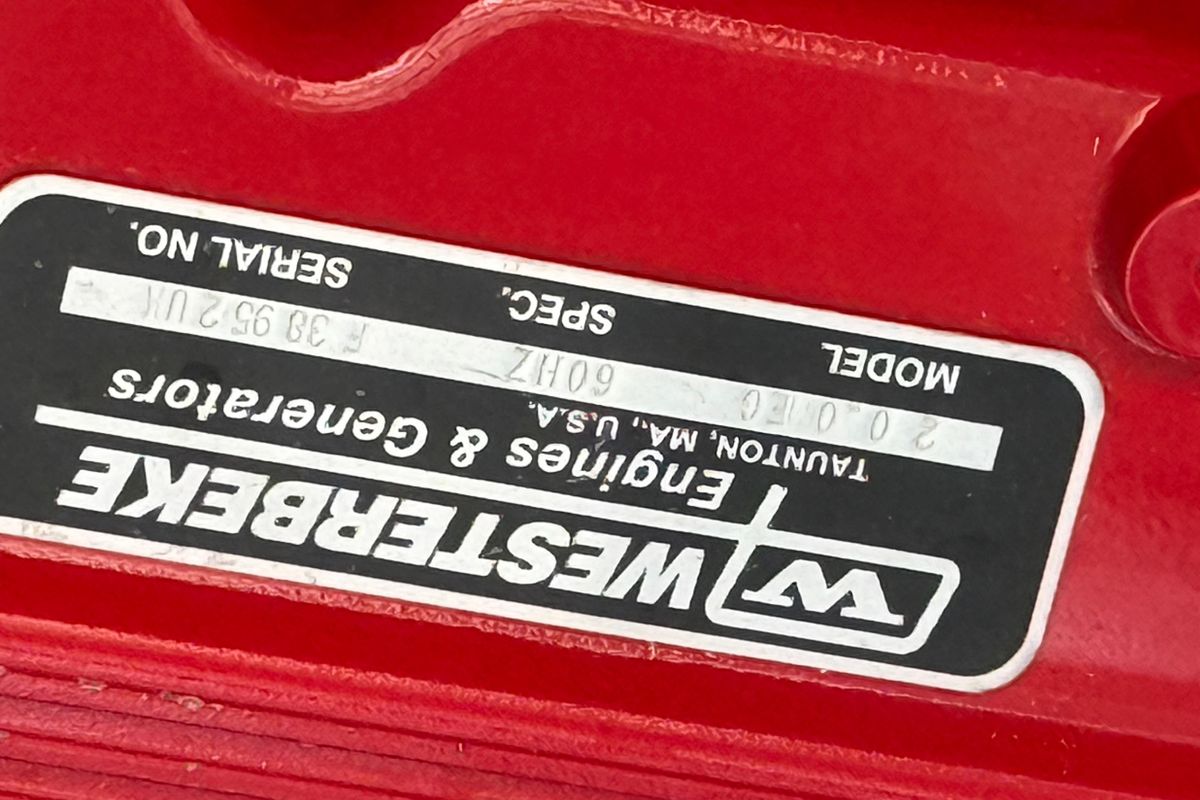 W WESTERBEKE
Engines & Generators
TAUNTON, MA., U.S.A.
60HZ
MODEL SPEC. SERIAL NO.